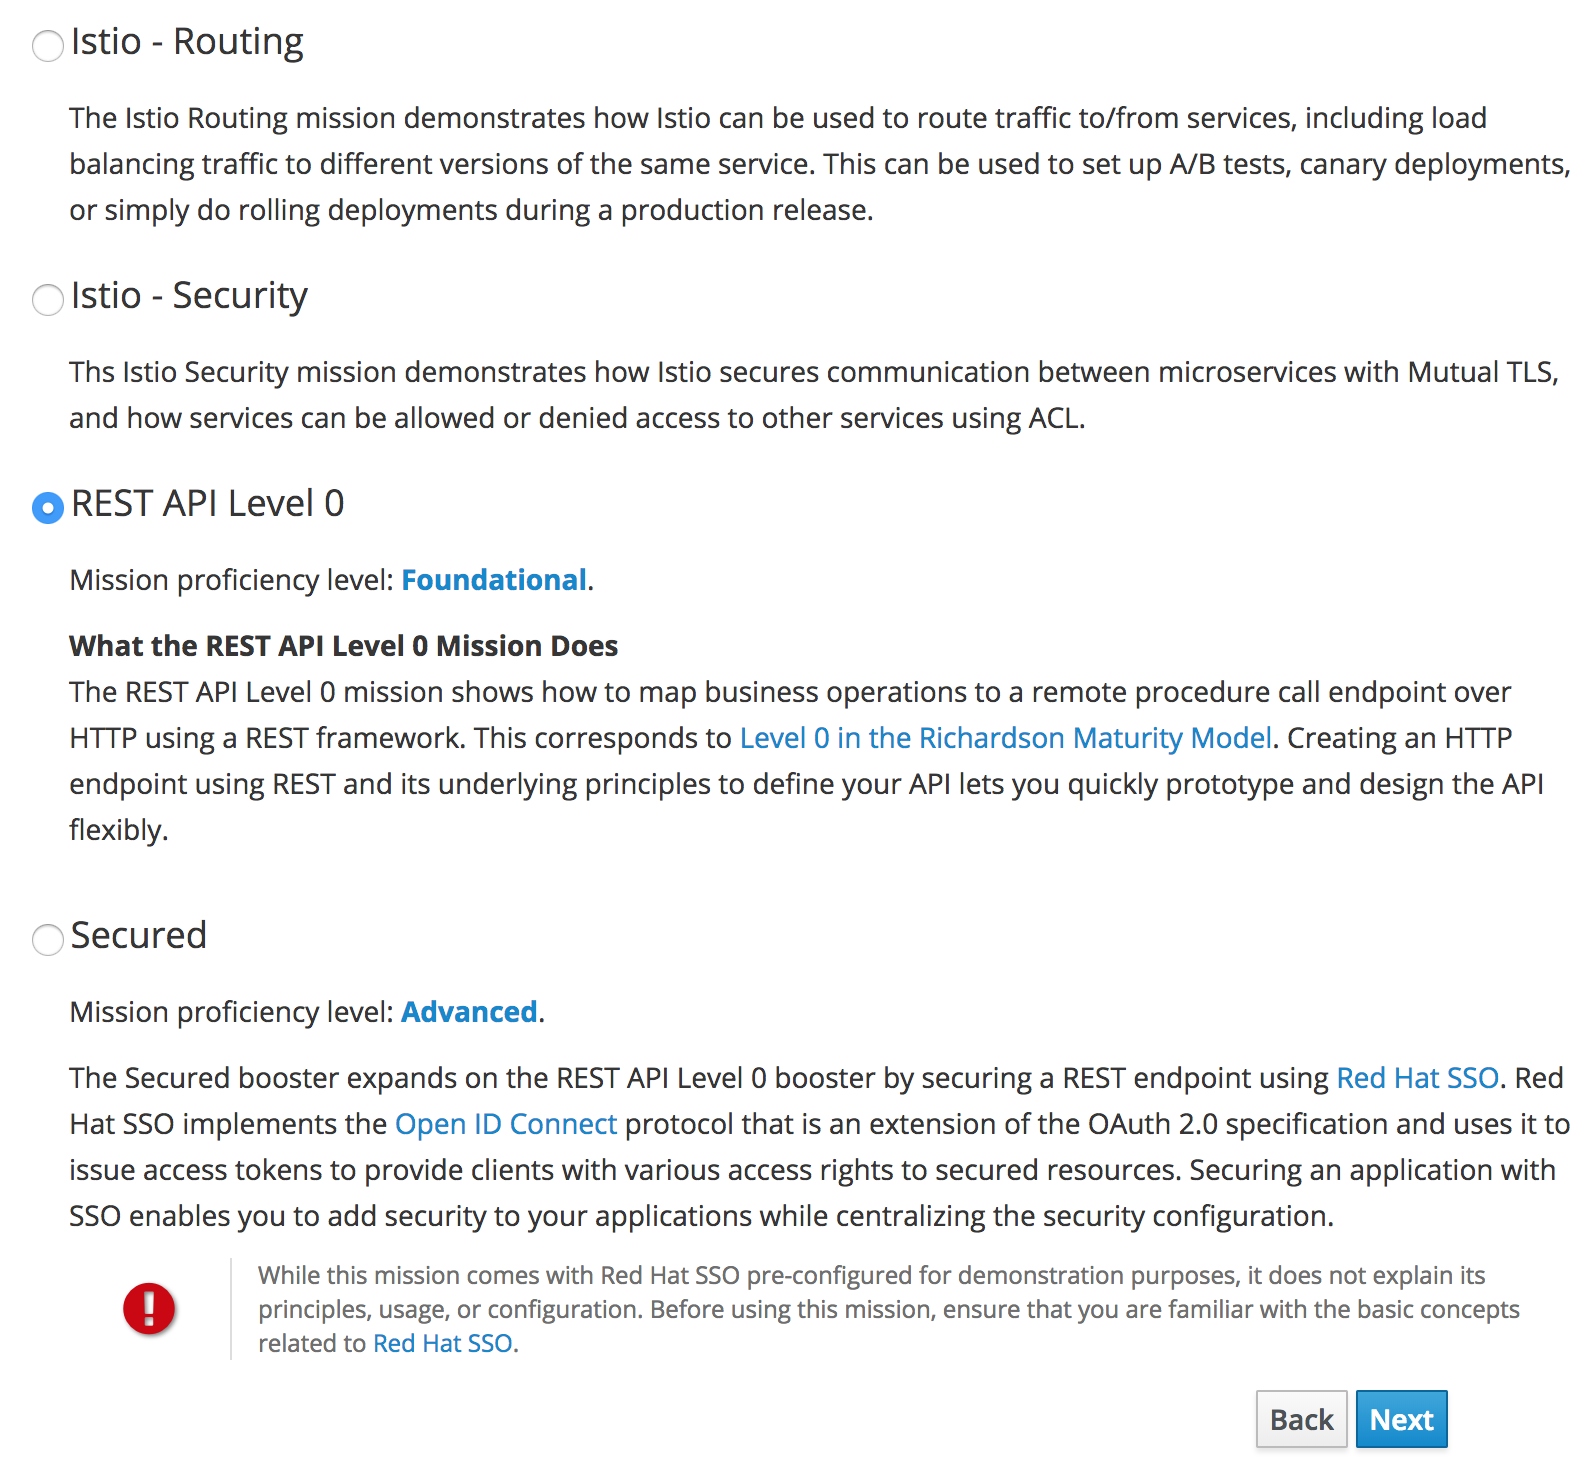 Istio - Routing
The Istio Routing mission demonstrates how Istio can be used to route traffic to/from services, including load
balancing traffic to different versions of the same service. This can be used to set up A/B tests, canary deployments,
or simply do rolling deployments during a production release.
Istio - Security
Ths Istio Security mission demonstrates how Istio secures communication between microservices with Mutual TLS,
and how services can be allowed or denied access to other services using ACL.
REST API Level 0
Mission proficiency level: Foundational.
What the REST API Level 0 Mission Does
The REST API Level 0 mission shows how to map business operations to a remote procedure call endpoint over
HTTP using a REST framework. This corresponds to Level 0 in the Richardson Maturity Model. Creating an HTTP
endpoint using REST and its underlying principles to define your API lets you quickly prototype and design the API
flexibly.
Secured
Mission proficiency level: Advanced.
The Secured booster expands on the REST API Level 0 booster by securing a REST endpoint using Red Hat SSO. Red
Hat SSO implements the Open ID Connect protocol that is an extension of the OAuth 2.0 specification and uses it to
issue access tokens to provide clients with various access rights to secured resources. Securing an application with
SSO enables you to add security to your applications while centralizing the security configuration.
While this mission comes with Red Hat SSO pre-configured for demonstration purposes, it does not explain its
principles, usage, or configuration. Before using this mission, ensure that you are familiar with the basic concepts
related to Red Hat SSO.
Back Next